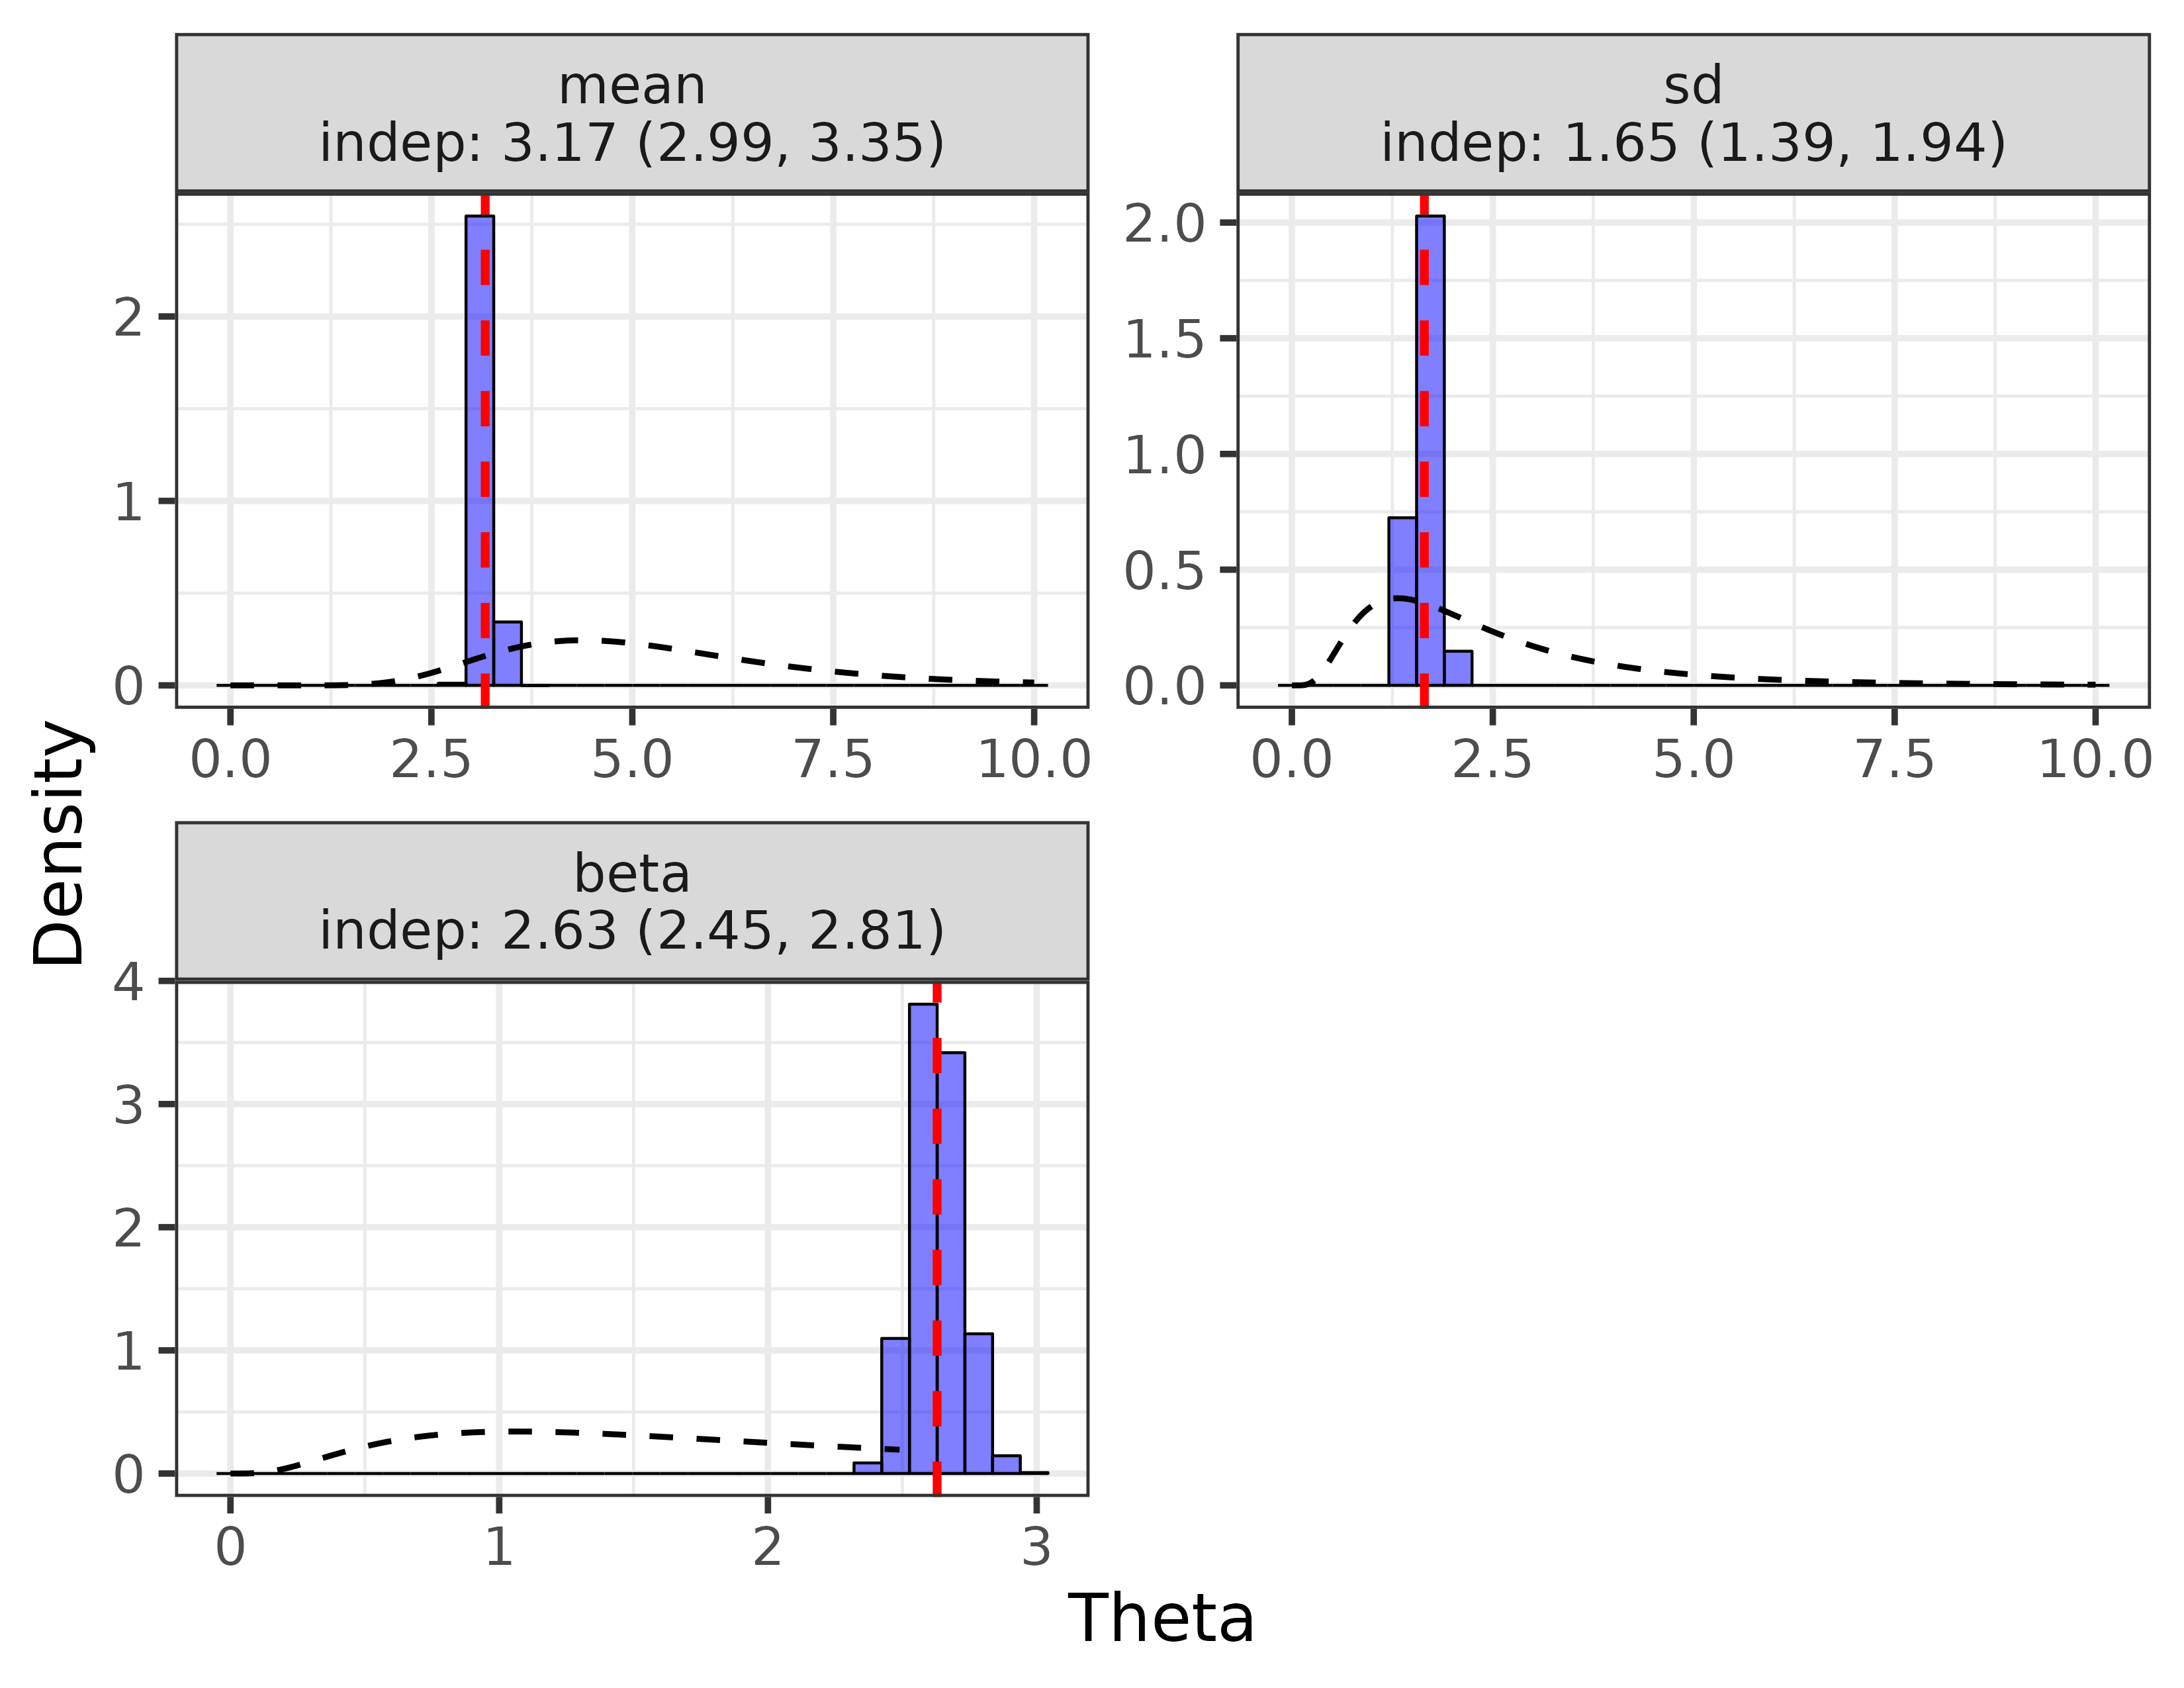 mean
indep: 3.17 (2.99, 3.35)
sd
indep: 1.65 (1.39, 1.94)
2
1
0
0.0 2.5 5.0 7.5 10.0
2.0
1.5
1.0
0.5
0.0
0.0 2.5 5.0 7.5 10.0
Density
beta
indep: 2.63 (2.45, 2.81)
4
3
2
1
0
0 1 2 3
Theta